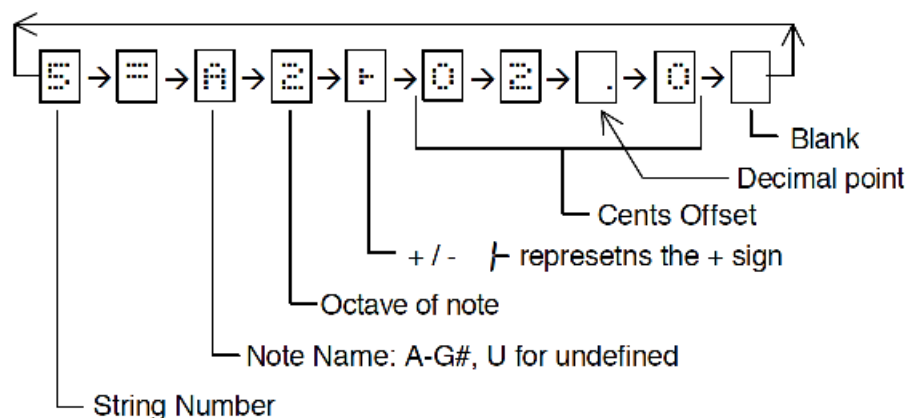 5 → = → A → 2 → ⊢ → 0 → 2 → . → 0 →
Blank
Decimal point
Cents Offset
+ / - ⊢ represetns the + sign
Octave of note
Note Name: A-G#, U for undefined
String Number